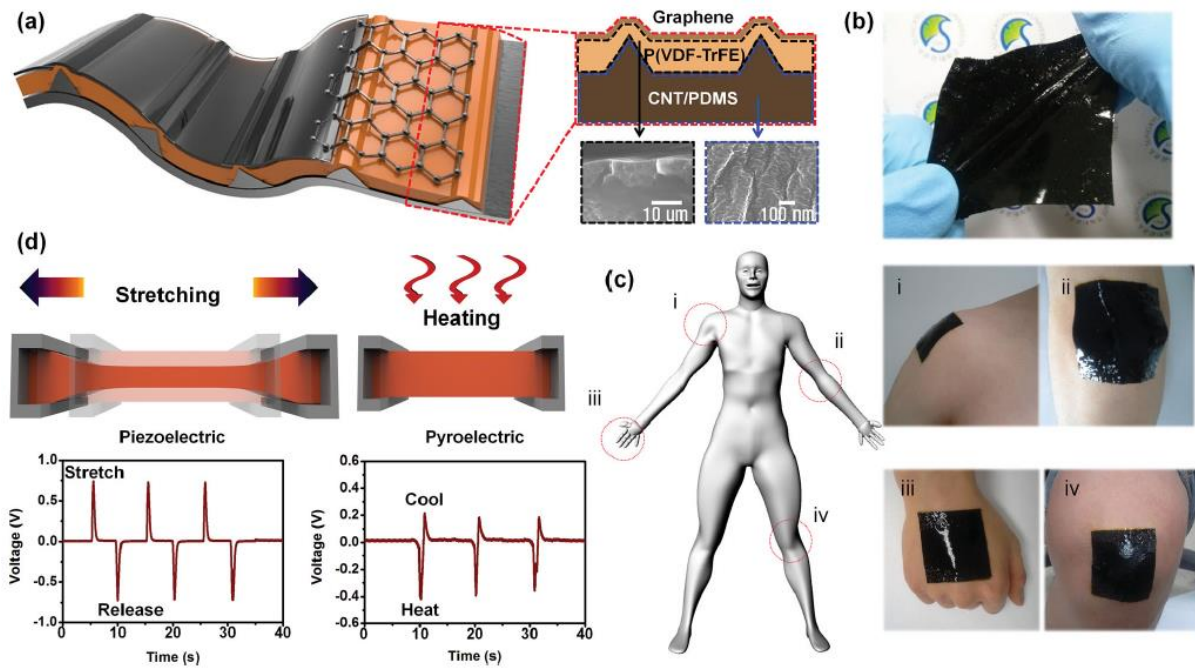 (a)
Graphene
P(VDF-TrFE)
CNT/PDMS
10 um
100 nm
(b)
(d)
Stretching
Heating
Piezoelectric
Pyroelectric
Voltage (V)
1.0
0.5
0.0
-0.5
-1.0
Stretch
Release
0 10 20 30 40
Time (s)
Voltage (V)
0.6
0.4
0.2
0.0
-0.2
-0.4
-0.6
Cool
Heat
0 10 20 30 40
Time (s)
(c)
i
ii
iii
iv
i
ii
iii
iv